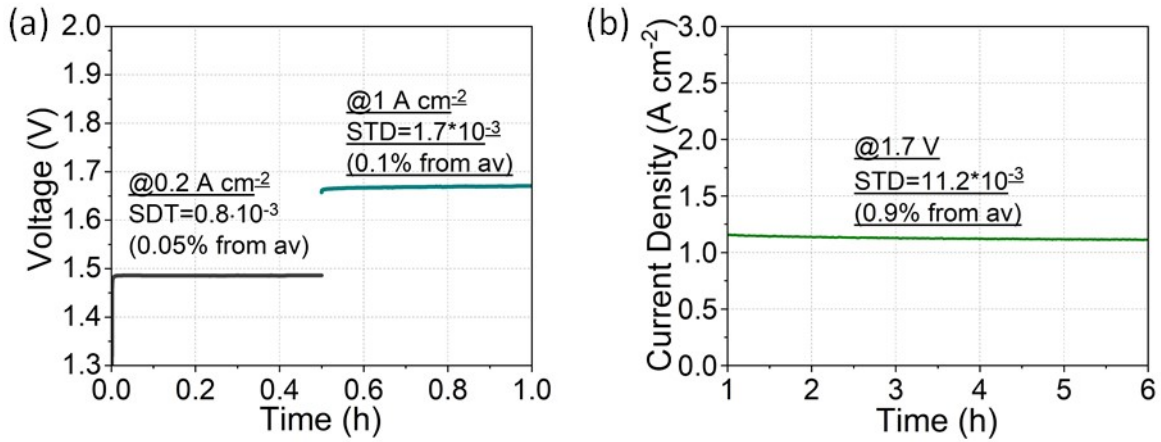 (a)
Voltage (V)
2.0
1.9
1.8
1.7
1.6
1.5
1.4
1.3
@1 A cm⁻²
STD=1.7*10⁻³
(0.1% from av)
@0.2 A cm⁻²
SDT=0.8·10⁻³
(0.05% from av)
0.0 0.2 0.4 0.6 0.8 1.0
Time (h)
(b)
Current Density (A cm⁻²)
3.0
2.5
2.0
1.5
1.0
0.5
0.0
@1.7 V
STD=11.2*10⁻³
(0.9% from av)
1 2 3 4 5 6
Time (h)